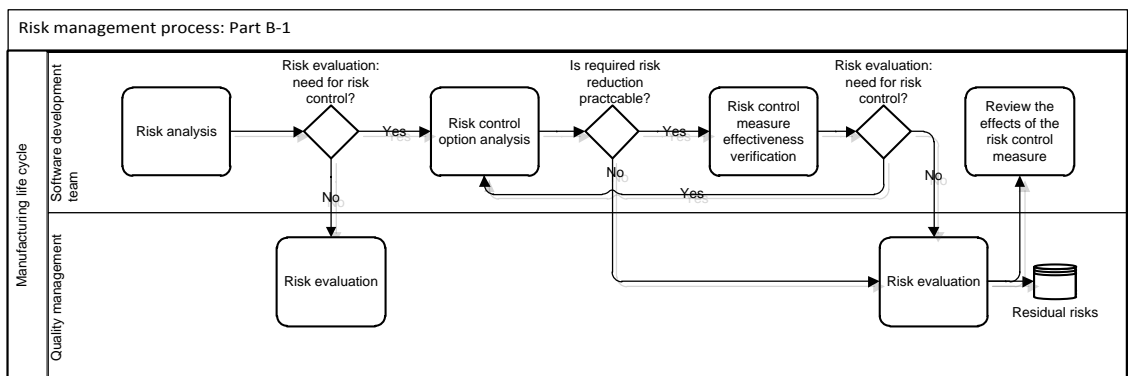 Risk management process: Part B-1
Manufacturing life cycle
Software development
team
Risk analysis
Risk evaluation:
need for risk
control?
Yes
No
Risk control
option analysis
Is required risk
reduction
practcable?
Yes
No
Risk control
measure
effectiveness
verification
Risk evaluation:
need for risk
control?
Yes
No
Review the
effects of the
risk control
measure
Quality management
Risk evaluation
Risk evaluation
Residual risks